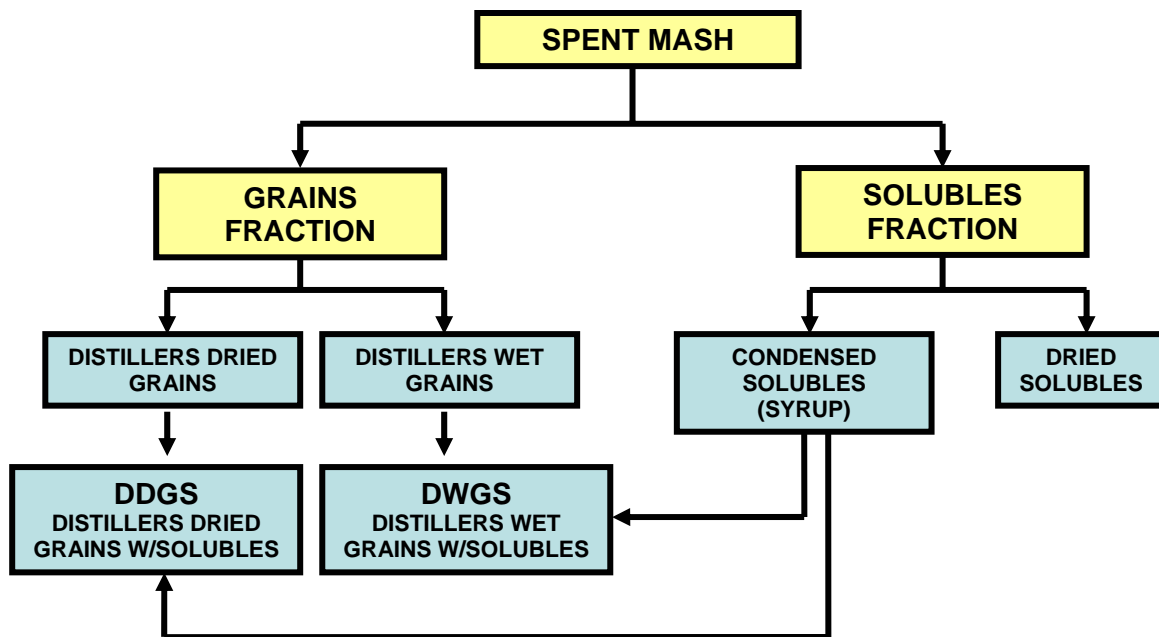 SPENT MASH
GRAINS
FRACTION
SOLUBLES
FRACTION
DISTILLERS DRIED
GRAINS
DISTILLERS WET
GRAINS
CONDENSED
SOLUBLES
(SYRUP)
DRIED
SOLUBLES
DDGS
DISTILLERS DRIED
GRAINS W/SOLUBLES
DWGS
DISTILLERS WET
GRAINS W/SOLUBLES